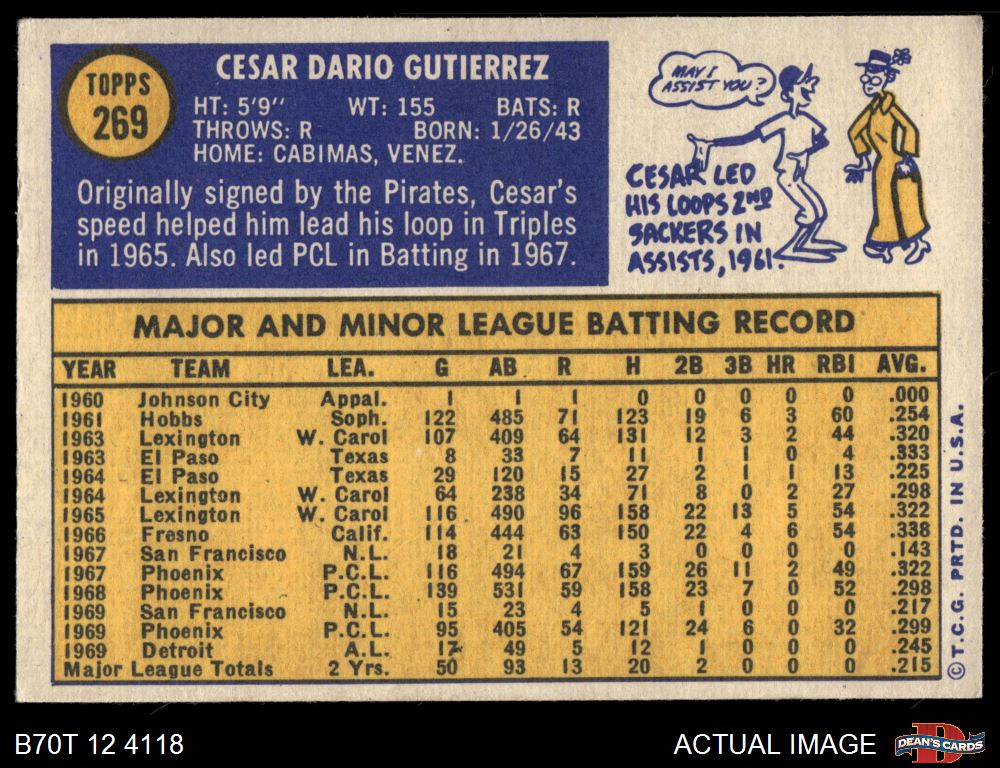 TOPPS
269
CESAR DARIO GUTIERREZ
HT: 5'9" WT: 155 BATS: R
THROWS: R BORN: 1/26/43
HOME: CABIMAS, VENEZ.
Originally signed by the Pirates, Cesar's
speed helped him lead his loop in Triples
in 1965. Also led PCL in Batting in 1967.
MAY I
ASSIST YOU?
CESAR LED
HIS LOOPS 2ND
SACKERS IN
ASSISTS, 1961.
MAJOR AND MINOR LEAGUE BATTING RECORD
YEAR TEAM LEA. G AB R H 2B 3B HR RBI AVG.
1960 Johnson City Appal. 1 1 1 0 0 0 0 0 .000
1961 Hobbs Soph. 122 485 71 123 19 6 3 60 .254
1963 Lexington W. Carol 107 409 64 131 12 3 2 44 .320
1963 El Paso Texas 8 33 7 11 1 1 0 4 .333
1964 El Paso Texas 29 120 15 27 2 1 1 13 .225
1964 Lexington W. Carol 64 238 34 71 8 0 2 27 .298
1965 Lexington W. Carol 116 490 96 158 22 13 5 54 .322
1966 Fresno Calif. 114 444 63 150 22 4 6 54 .338
1967 San Francisco N.L. 18 21 4 3 0 0 0 0 .143
1967 Phoenix P.C.L. 116 494 67 159 26 11 2 49 .322
1968 Phoenix P.C.L. 139 531 59 158 23 7 0 52 .298
1969 San Francisco N.L. 15 23 4 5 1 0 0 0 .217
1969 Phoenix P.C.L. 95 405 54 121 24 6 0 32 .299
1969 Detroit A.L. 17 49 5 12 1 0 0 0 .245
Major League Totals 2 Yrs. 50 93 13 20 2 0 0 0 .215
© T.C.G. PRTD. IN U.S.A.
B70T 12 4118
ACTUAL IMAGE
D
DEAN'S CARDS